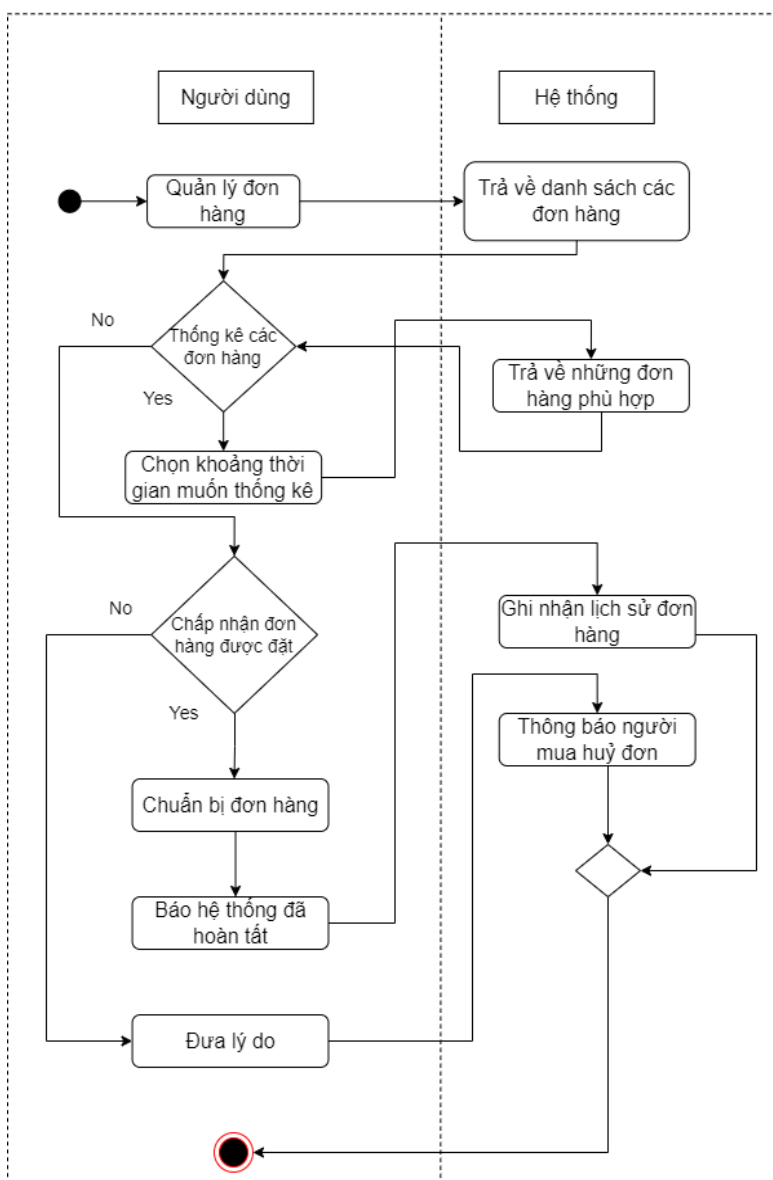 Người dùng
Hệ thống
Quản lý đơn
hàng
Trả về danh sách các
đơn hàng
No
Thống kê các
đơn hàng
Yes
Trả về những đơn
hàng phù hợp
Chọn khoảng thời
gian muốn thống kê
No
Chấp nhận đơn
hàng được đặt
Yes
Ghi nhận lịch sử đơn
hàng
Thông báo người
mua huỷ đơn
Chuẩn bị đơn hàng
Báo hệ thống đã
hoàn tất
Đưa lý do